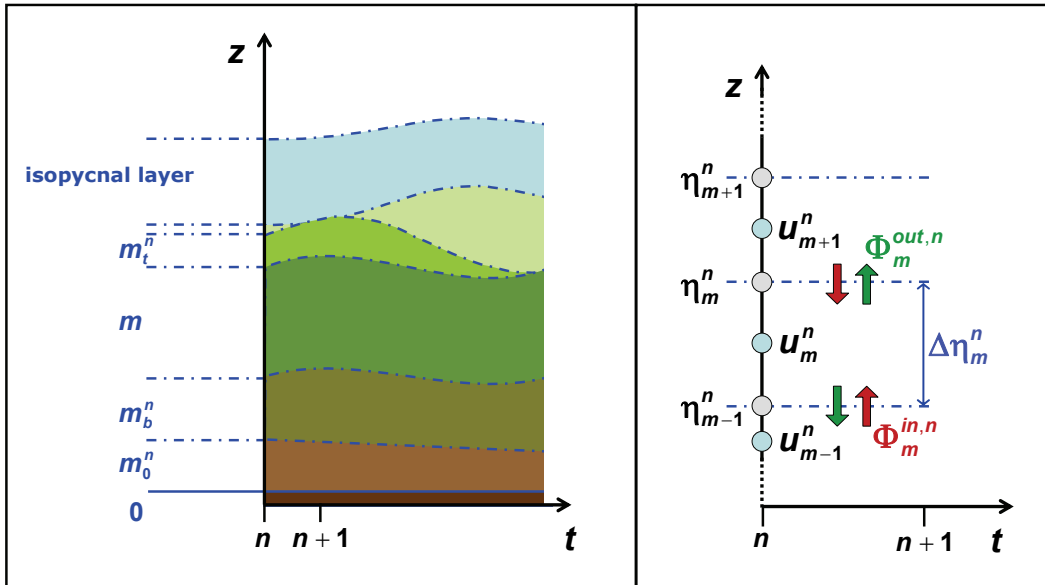 z
isopycnal layer
m_t^n
m
m_b^n
m_0^n
0
n
n + 1
t
z
η_{m+1}^n
u_{m+1}^n
Φ_m^{out,n}
η_m^n
u_m^n
Δη_m^n
η_{m-1}^n
u_{m-1}^n
Φ_m^{in,n}
n
n + 1
t